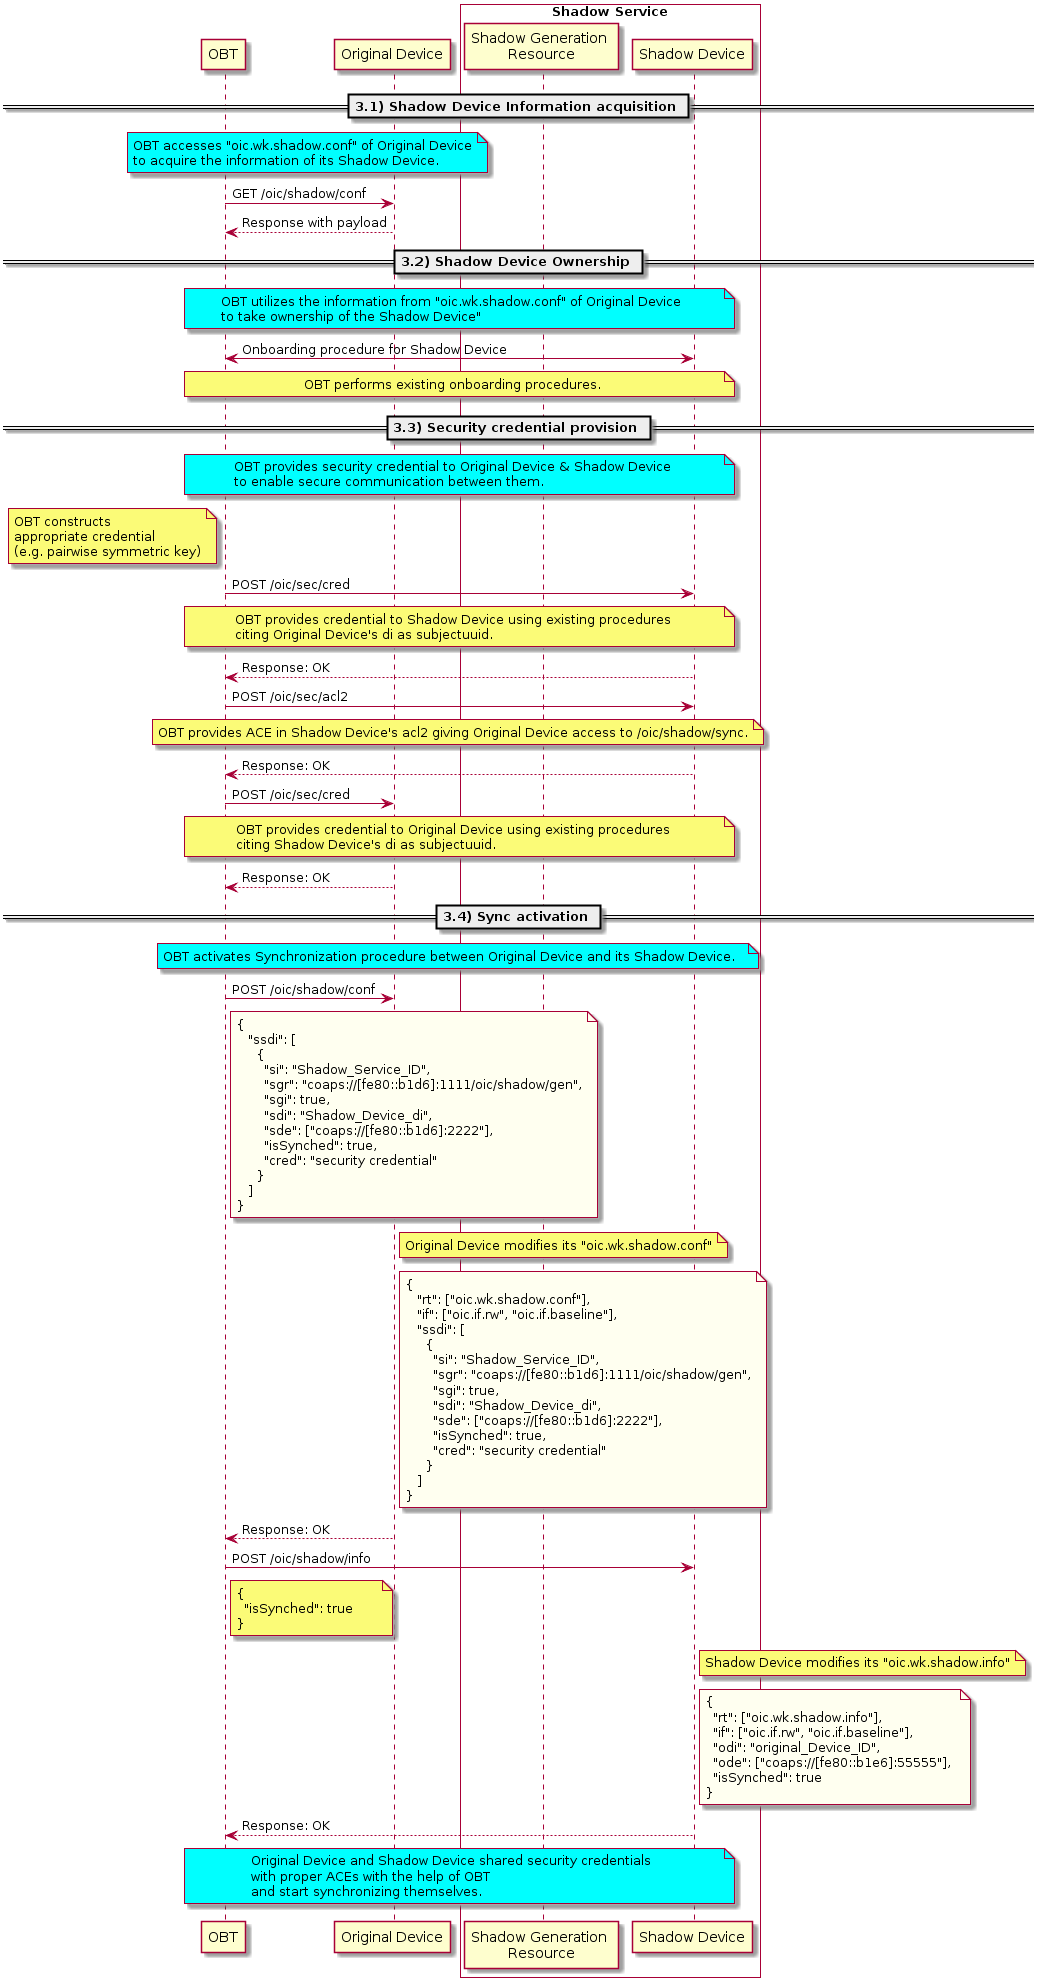 Shadow Service
OBT
Original Device
Shadow Generation
Resource
Shadow Device
3.1) Shadow Device Information acquisition
OBT accesses "oic.wk.shadow.conf" of Original Device
to acquire the information of its Shadow Device.
GET /oic/shadow/conf
Response with payload
3.2) Shadow Device Ownership
OBT utilizes the information from "oic.wk.shadow.conf" of Original Device
to take ownership of the Shadow Device"
Onboarding procedure for Shadow Device
OBT performs existing onboarding procedures.
3.3) Security credential provision
OBT provides security credential to Original Device & Shadow Device
to enable secure communication between them.
OBT constructs
appropriate credential
(e.g. pairwise symmetric key)
POST /oic/sec/cred
OBT provides credential to Shadow Device using existing procedures
citing Original Device's di as subjectuuid.
Response: OK
POST /oic/sec/acl2
OBT provides ACE in Shadow Device's acl2 giving Original Device access to /oic/shadow/sync.
Response: OK
POST /oic/sec/cred
OBT provides credential to Original Device using existing procedures
citing Shadow Device's di as subjectuuid.
Response: OK
3.4) Sync activation
OBT activates Synchronization procedure between Original Device and its Shadow Device.
POST /oic/shadow/conf
{
"ssdi": [
{
"si": "Shadow_Service_ID",
"sgr": "coaps://[fe80::b1d6]:1111/oic/shadow/gen",
"sgi": true,
"sdi": "Shadow_Device_di",
"sde": ["coaps://[fe80::b1d6]:2222"],
"isSynched": true,
"cred": "security credential"
}
]
}
Original Device modifies its "oic.wk.shadow.conf"
{
"rt": ["oic.wk.shadow.conf"],
"if": ["oic.if.rw", "oic.if.baseline"],
"ssdi": [
{
"si": "Shadow_Service_ID",
"sgr": "coaps://[fe80::b1d6]:1111/oic/shadow/gen",
"sgi": true,
"sdi": "Shadow_Device_di",
"sde": ["coaps://[fe80::b1d6]:2222"],
"isSynched": true,
"cred": "security credential"
}
]
}
Response: OK
POST /oic/shadow/info
{
"isSynched": true
}
Shadow Device modifies its "oic.wk.shadow.info"
{
"rt": ["oic.wk.shadow.info"],
"if": ["oic.if.rw", "oic.if.baseline"],
"odi": "original_Device_ID",
"ode": ["coaps://[fe80::b1e6]:55555"],
"isSynched": true
}
Response: OK
Original Device and Shadow Device shared security credentials
with proper ACEs with the help of OBT
and start synchronizing themselves.
OBT
Original Device
Shadow Generation
Resource
Shadow Device